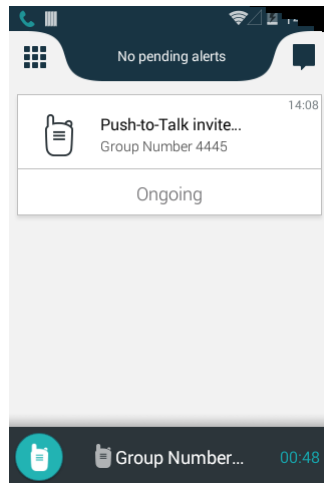 No pending alerts
14:08
Push-to-Talk invite...
Group Number 4445
Ongoing
Group Number... 00:48